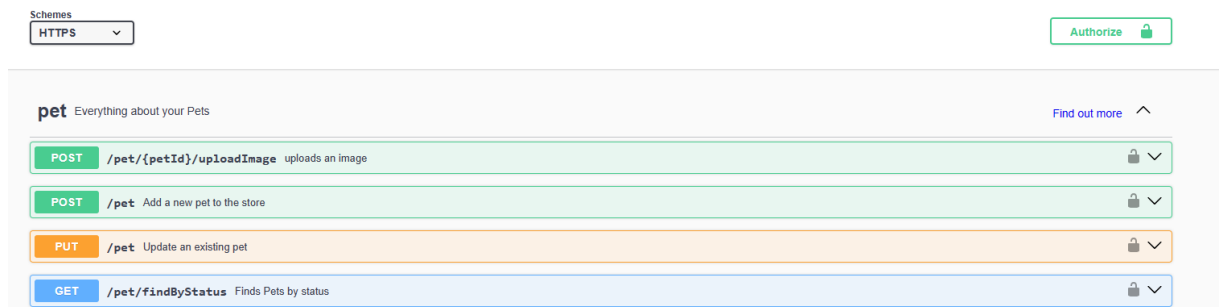 Schemes
HTTPS
Authorize
pet Everything about your Pets
Find out more
POST /pet/{petId}/uploadImage uploads an image
POST /pet Add a new pet to the store
PUT /pet Update an existing pet
GET /pet/findByStatus Finds Pets by status